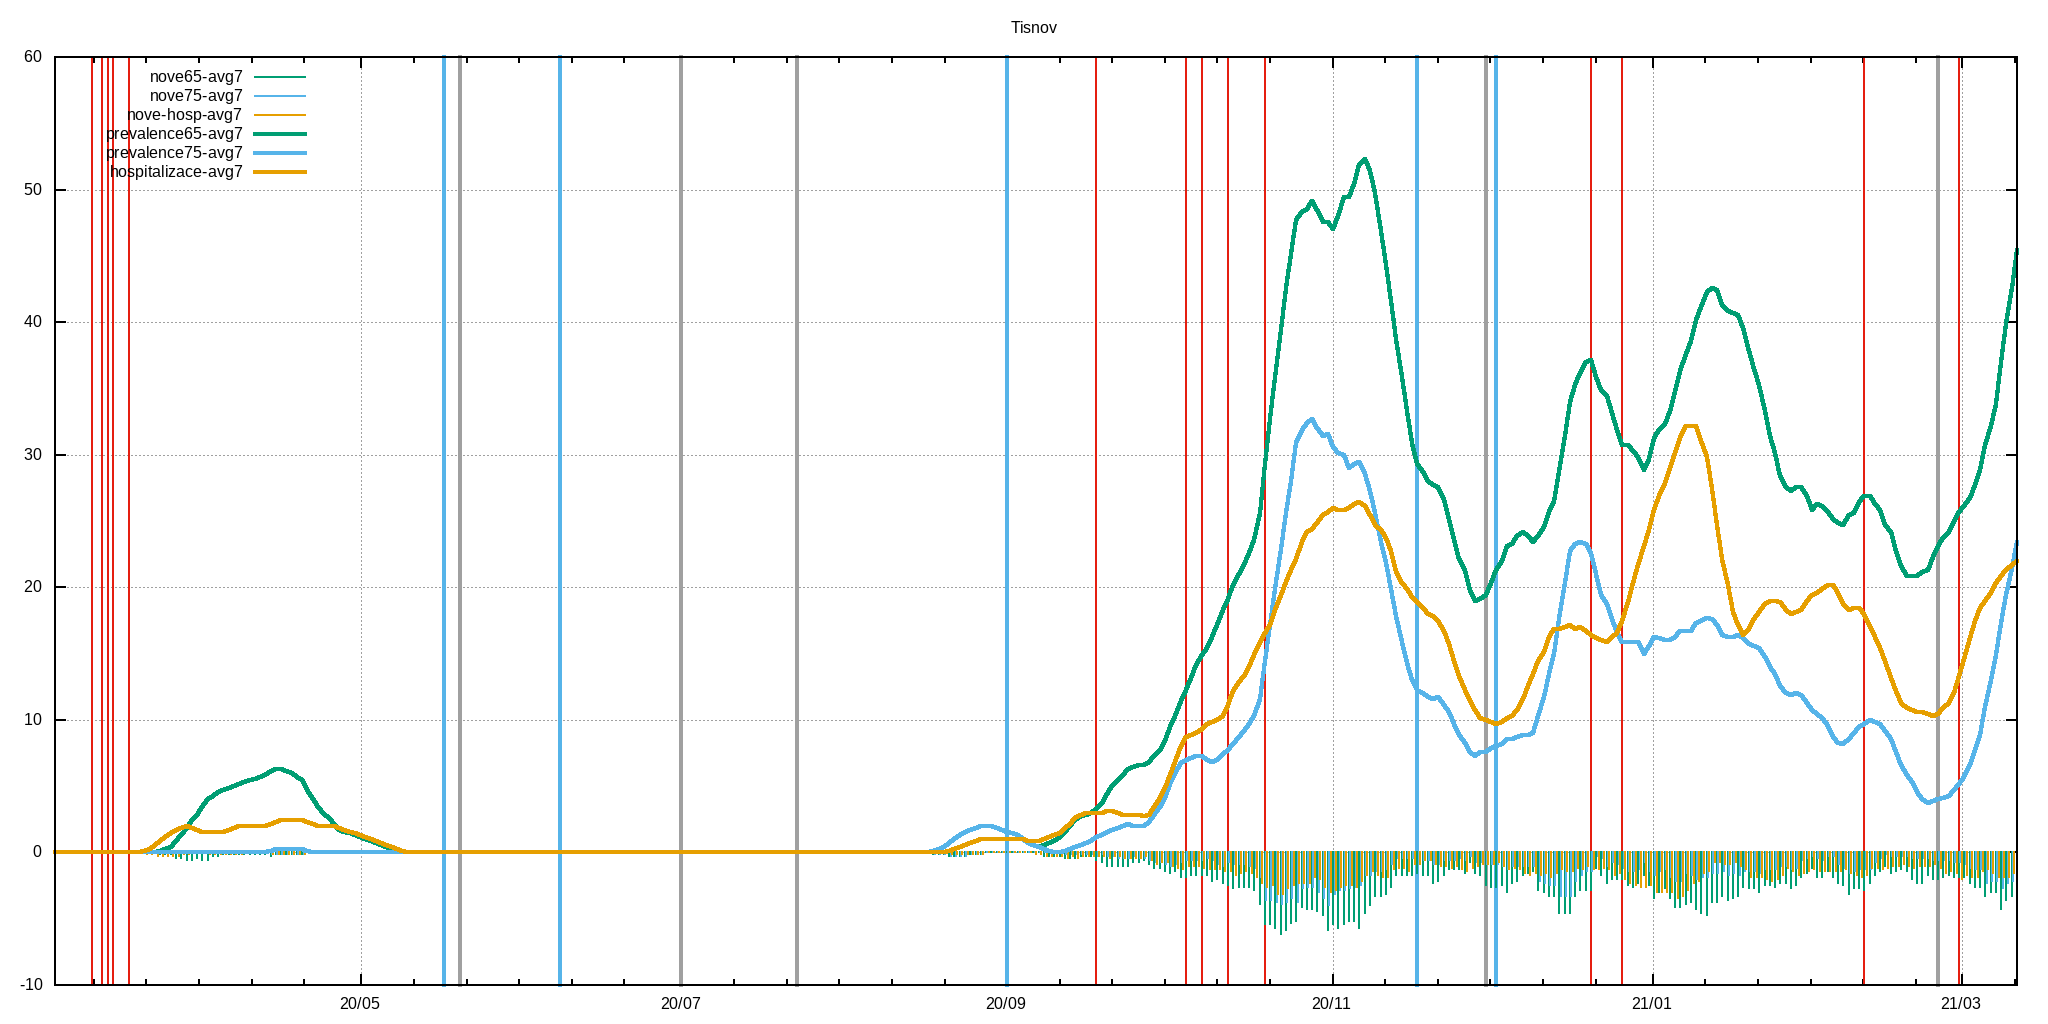 Tisnov
60
nove65-avg7
nove75-avg7
nove-hosp-avg7
prevalence65-avg7
prevalence75-avg7
hospitalizace-avg7
50
40
30
20
10
0
-10
20/05 20/07 20/09 20/11 21/01 21/03